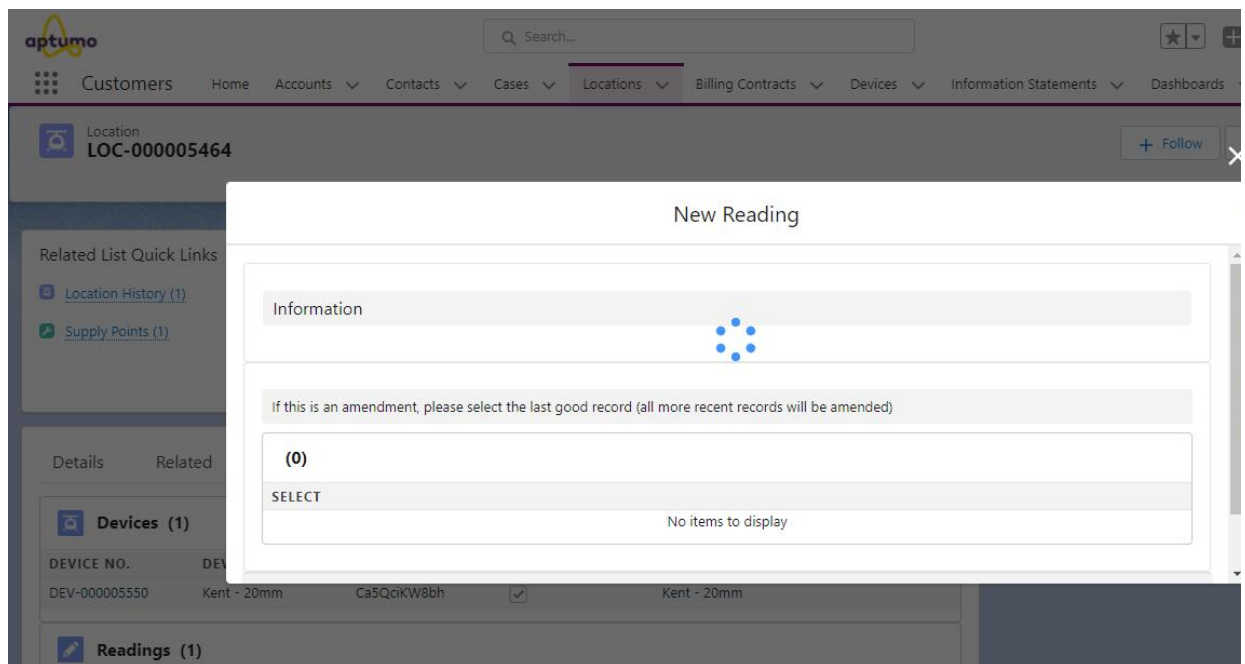 aptumo
Search...
Customers Home Accounts Contacts Cases Locations Billing Contracts Devices Information Statements Dashboards
Location
LOC-000005464
+ Follow
New Reading
Related List Quick Links
Location History (1)
Supply Points (1)
Information
If this is an amendment, please select the last good record (all more recent records will be amended)
(0)
SELECT
No items to display
Details Related
Devices (1)
DEVICE NO. DEV
DEV-000005550 Kent - 20mm Ca5QciKW8bh Kent - 20mm
Readings (1)